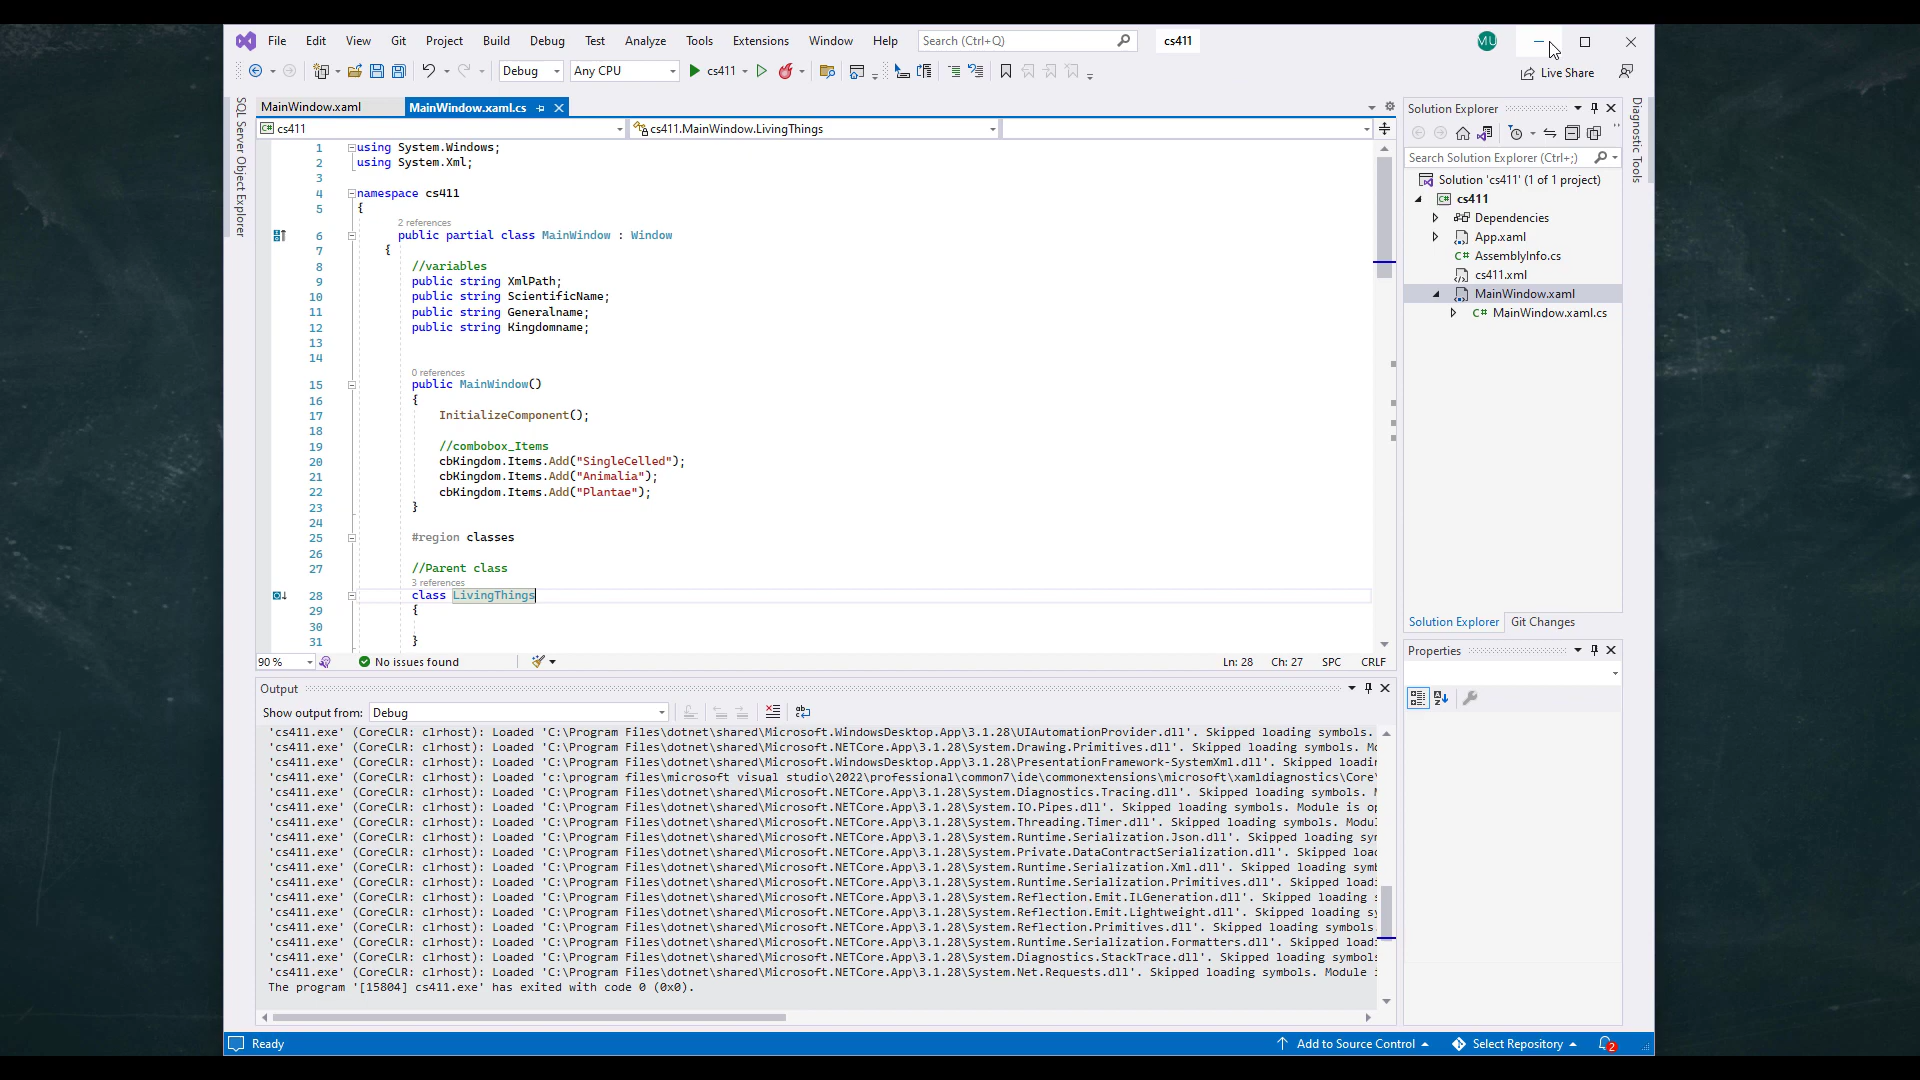 File Edit View Git Project Build Debug Test Analyze Tools Extensions Window Help Search (Ctrl+Q) cs411 MU
Debug Any CPU cs411 Live Share
SQL Server Object Explorer
MainWindow.xaml MainWindow.xaml.cs
cs411 cs411.MainWindow.LivingThings
1 using System.Windows;
2 using System.Xml;
3
4 namespace cs411
5 {
2 references
6 public partial class MainWindow : Window
7 {
8 //variables
9 public string XmlPath;
10 public string ScientificName;
11 public string Generalname;
12 public string Kingdomname;
13
14
0 references
15 public MainWindow()
16 {
17 InitializeComponent();
18
19 //combobox_Items
20 cbKingdom.Items.Add("SingleCelled");
21 cbKingdom.Items.Add("Animalia");
22 cbKingdom.Items.Add("Plantae");
23 }
24
25 #region classes
26
27 //Parent class
3 references
28 class LivingThings
29 {
30
31 }
90 % No issues found Ln: 28 Ch: 27 SPC CRLF
Output
Show output from: Debug
'cs411.exe' (CoreCLR: clrhost): Loaded 'C:\Program Files\dotnet\shared\Microsoft.WindowsDesktop.App\3.1.28\UIAutomationProvider.dll'. Skipped loading symbols.
'cs411.exe' (CoreCLR: clrhost): Loaded 'C:\Program Files\dotnet\shared\Microsoft.NETCore.App\3.1.28\System.Drawing.Primitives.dll'. Skipped loading symbols. Mo
'cs411.exe' (CoreCLR: clrhost): Loaded 'C:\Program Files\dotnet\shared\Microsoft.WindowsDesktop.App\3.1.28\PresentationFramework-SystemXml.dll'. Skipped loadin
'cs411.exe' (CoreCLR: clrhost): Loaded 'c:\program files\microsoft visual studio\2022\professional\common7\ide\commonextensions\microsoft\xamldiagnostics\Core\
'cs411.exe' (CoreCLR: clrhost): Loaded 'C:\Program Files\dotnet\shared\Microsoft.NETCore.App\3.1.28\System.Diagnostics.Tracing.dll'. Skipped loading symbols. M
'cs411.exe' (CoreCLR: clrhost): Loaded 'C:\Program Files\dotnet\shared\Microsoft.NETCore.App\3.1.28\System.IO.Pipes.dll'. Skipped loading symbols. Module is op
'cs411.exe' (CoreCLR: clrhost): Loaded 'C:\Program Files\dotnet\shared\Microsoft.NETCore.App\3.1.28\System.Threading.Timer.dll'. Skipped loading symbols. Modul
'cs411.exe' (CoreCLR: clrhost): Loaded 'C:\Program Files\dotnet\shared\Microsoft.NETCore.App\3.1.28\System.Runtime.Serialization.Json.dll'. Skipped loading sym
'cs411.exe' (CoreCLR: clrhost): Loaded 'C:\Program Files\dotnet\shared\Microsoft.NETCore.App\3.1.28\System.Private.DataContractSerialization.dll'. Skipped load
'cs411.exe' (CoreCLR: clrhost): Loaded 'C:\Program Files\dotnet\shared\Microsoft.NETCore.App\3.1.28\System.Runtime.Serialization.Xml.dll'. Skipped loading symb
'cs411.exe' (CoreCLR: clrhost): Loaded 'C:\Program Files\dotnet\shared\Microsoft.NETCore.App\3.1.28\System.Runtime.Serialization.Primitives.dll'. Skipped loadi
'cs411.exe' (CoreCLR: clrhost): Loaded 'C:\Program Files\dotnet\shared\Microsoft.NETCore.App\3.1.28\System.Reflection.Emit.ILGeneration.dll'. Skipped loading s
'cs411.exe' (CoreCLR: clrhost): Loaded 'C:\Program Files\dotnet\shared\Microsoft.NETCore.App\3.1.28\System.Reflection.Emit.Lightweight.dll'. Skipped loading sy
'cs411.exe' (CoreCLR: clrhost): Loaded 'C:\Program Files\dotnet\shared\Microsoft.NETCore.App\3.1.28\System.Reflection.Primitives.dll'. Skipped loading symbols.
'cs411.exe' (CoreCLR: clrhost): Loaded 'C:\Program Files\dotnet\shared\Microsoft.NETCore.App\3.1.28\System.Runtime.Serialization.Formatters.dll'. Skipped loadi
'cs411.exe' (CoreCLR: clrhost): Loaded 'C:\Program Files\dotnet\shared\Microsoft.NETCore.App\3.1.28\System.Diagnostics.StackTrace.dll'. Skipped loading symbols
'cs411.exe' (CoreCLR: clrhost): Loaded 'C:\Program Files\dotnet\shared\Microsoft.NETCore.App\3.1.28\System.Net.Requests.dll'. Skipped loading symbols. Module i
The program '[15804] cs411.exe' has exited with code 0 (0x0).
Solution Explorer
Search Solution Explorer (Ctrl+;)
Solution 'cs411' (1 of 1 project)
cs411
Dependencies
App.xaml
C# AssemblyInfo.cs
cs411.xml
MainWindow.xaml
C# MainWindow.xaml.cs
Solution Explorer Git Changes
Properties
Diagnostic Tools
Ready Add to Source Control Select Repository 2